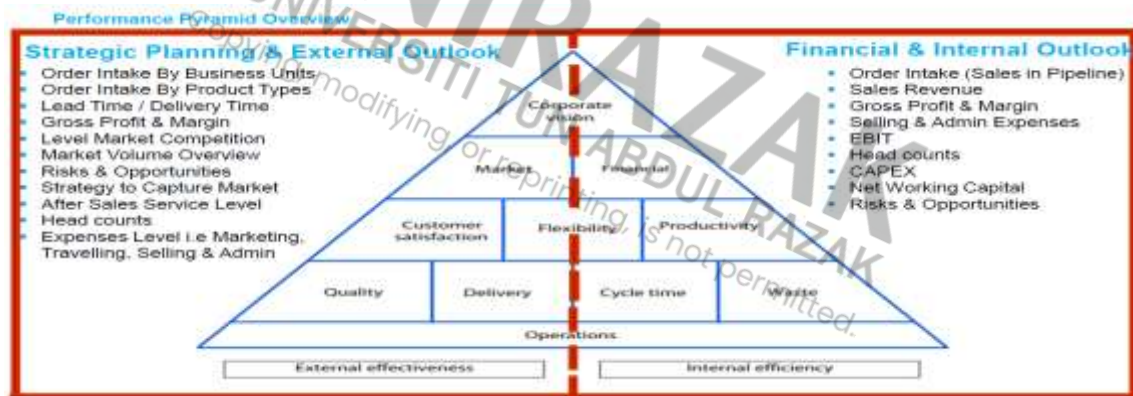 Performance Pyramid Overview
Strategic Planning & External Outlook
Order Intake By Business Units
Order Intake By Product Types
Lead Time / Delivery Time
Gross Profit & Margin
Level Market Competition
Market Volume Overview
Risks & Opportunities
Strategy to Capture Market
After Sales Service Level
Head counts
Expenses Level i.e Marketing,
Travelling, Selling & Admin
Financial & Internal Outlook
Order Intake (Sales in Pipeline)
Sales Revenue
Gross Profit & Margin
Selling & Admin Expenses
EBIT
Head counts
CAPEX
Net Working Capital
Risks & Opportunities
Corporate
vision
Market
Financial
Customer
satisfaction
Flexibility
Productivity
Quality
Delivery
Cycle time
Waste
Operations
External effectiveness
Internal efficiency
UNIRAZAK
UNIVERSITI TUN ABDUL RAZAK
Copying, modifying, or reprinting, is not permitted.